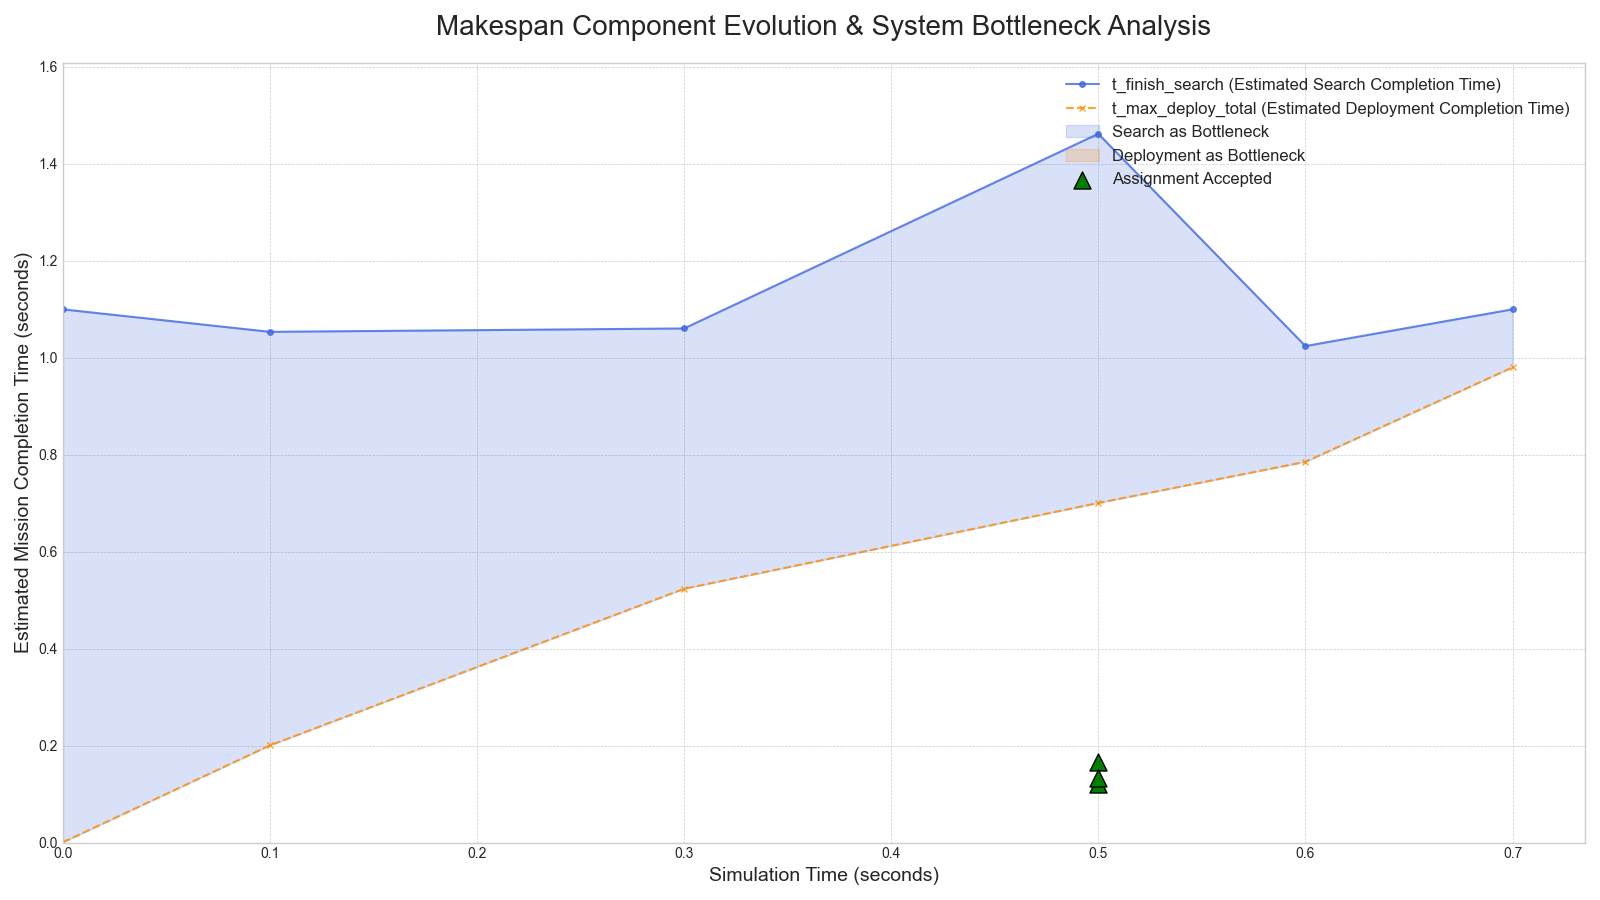 Makespan Component Evolution & System Bottleneck Analysis
t_finish_search (Estimated Search Completion Time)
t_max_deploy_total (Estimated Deployment Completion Time)
Search as Bottleneck
Deployment as Bottleneck
Assignment Accepted
Estimated Mission Completion Time (seconds)
1.6
1.4
1.2
1.0
0.8
0.6
0.4
0.2
0.0
0.0 0.1 0.2 0.3 0.4 0.5 0.6 0.7
Simulation Time (seconds)